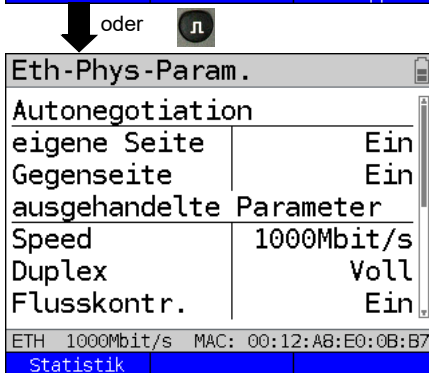 oder
Eth-Phys-Param.
Autonegotiation
eigene Seite Ein
Gegenseite Ein
ausgehandelte Parameter
Speed 1000Mbit/s
Duplex Voll
Flusskontr. Ein
ETH 1000Mbit/s MAC: 00:12:A8:E0:0B:B7
Statistik